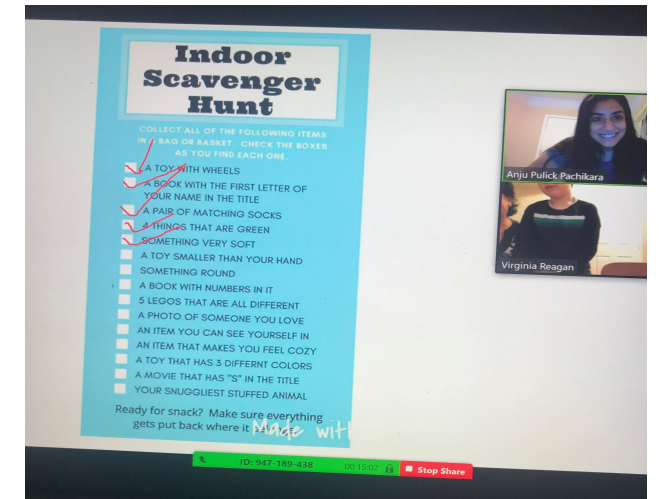 Indoor
Scavenger
Hunt
COLLECT ALL OF THE FOLLOWING ITEMS
IN A BAG OR BASKET. CHECK THE BOXES
AS YOU FIND EACH ONE.
A TOY WITH WHEELS
A BOOK WITH THE FIRST LETTER OF
YOUR NAME IN THE TITLE
A PAIR OF MATCHING SOCKS
4 THINGS THAT ARE GREEN
SOMETHING VERY SOFT
A TOY SMALLER THAN YOUR HAND
SOMETHING ROUND
A BOOK WITH NUMBERS IN IT
5 LEGOS THAT ARE ALL DIFFERENT
A PHOTO OF SOMEONE YOU LOVE
AN ITEM YOU CAN SEE YOURSELF IN
AN ITEM THAT MAKES YOU FEEL COZY
A TOY THAT HAS 3 DIFFERNT COLORS
A MOVIE THAT HAS "S" IN THE TITLE
YOUR SNUGGLIEST STUFFED ANIMAL
Ready for snack? Make sure everything
gets put back where it
Made with
Anju Pulick Pachikara
Virginia Reagan
ID: 947-189-438 00:15:02 Stop Share